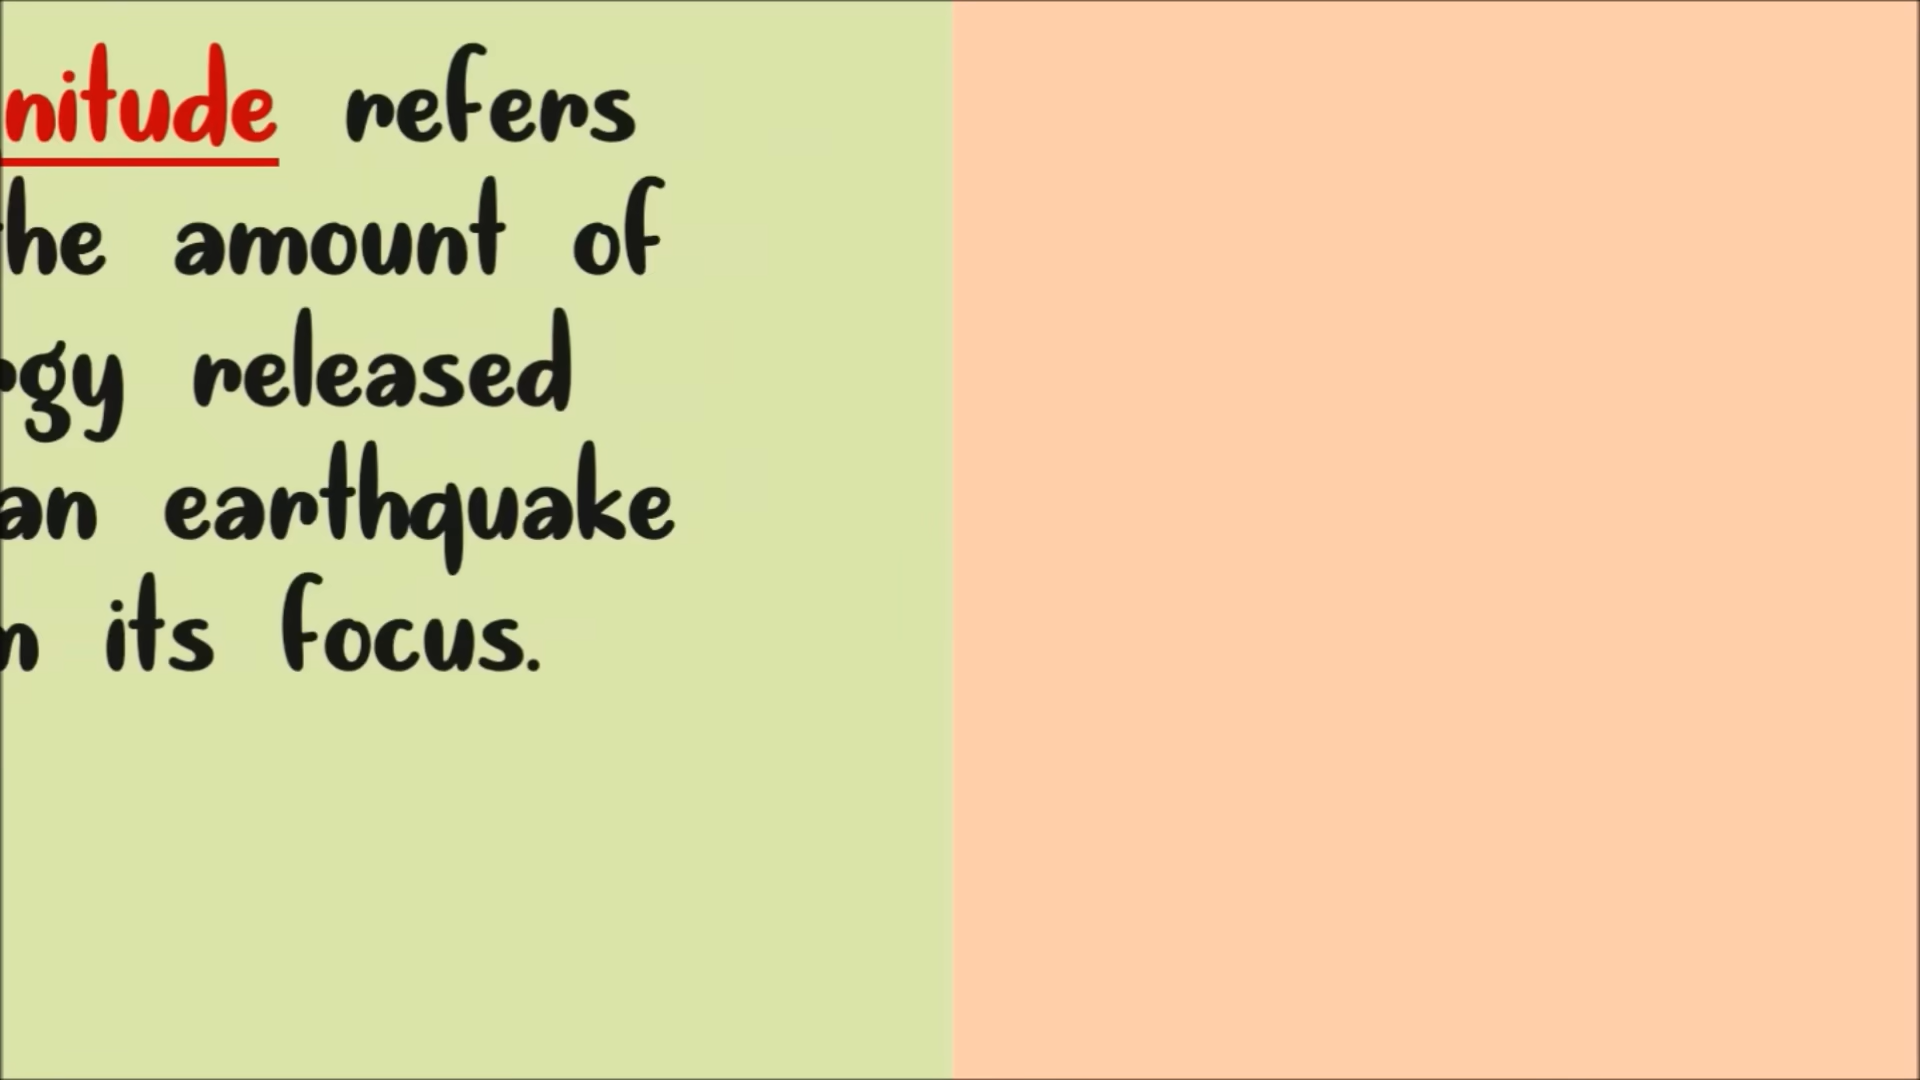 nitude refers
he amount of
gy released
an earthquake
its focus.